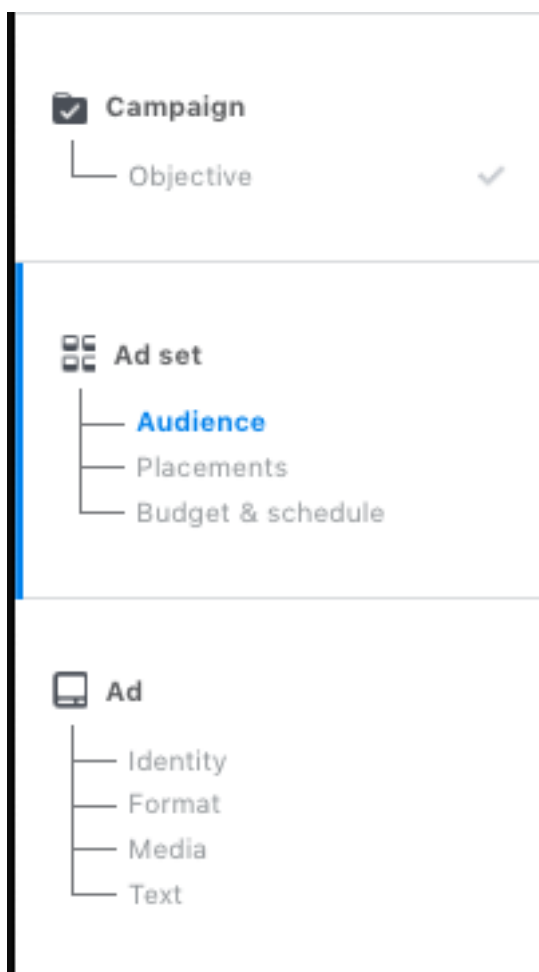 Campaign
Objective
Ad set
Audience
Placements
Budget & schedule
Ad
Identity
Format
Media
Text